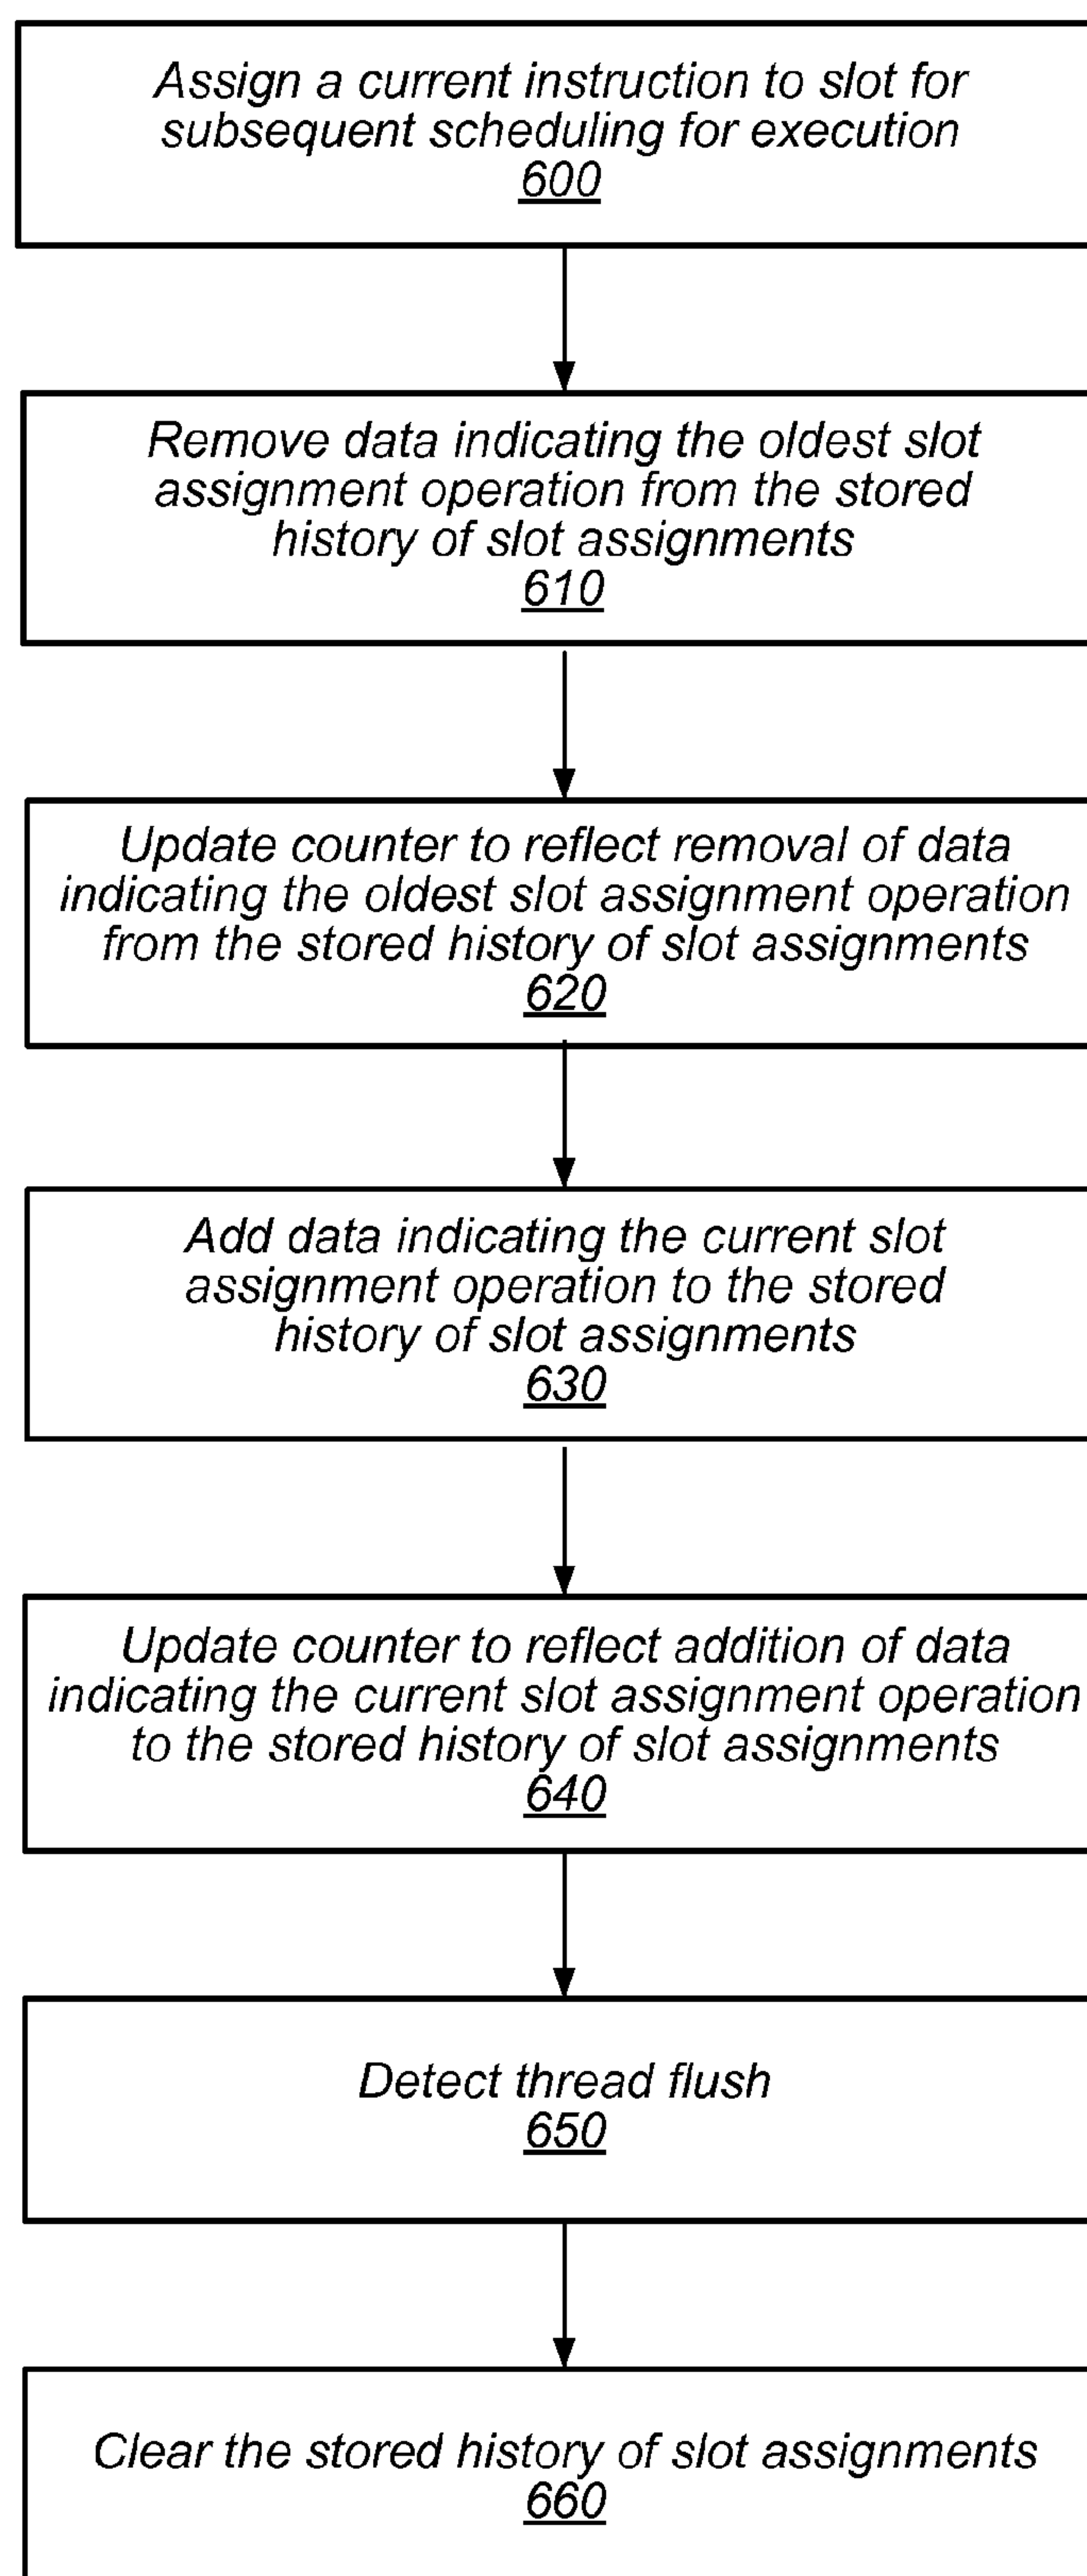 Assign a current instruction to slot for
subsequent scheduling for execution
600
Remove data indicating the oldest slot
assignment operation from the stored
history of slot assignments
610
Update counter to reflect removal of data
indicating the oldest slot assignment operation
from the stored history of slot assignments
620
Add data indicating the current slot
assignment operation to the stored
history of slot assignments
630
Update counter to reflect addition of data
indicating the current slot assignment operation
to the stored history of slot assignments
640
Detect thread flush
650
Clear the stored history of slot assignments
660